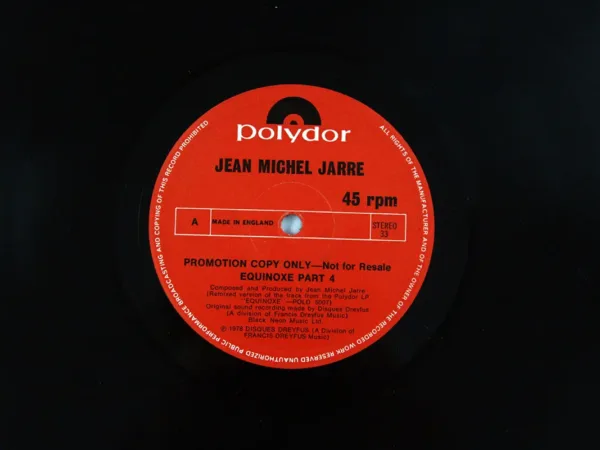 polydor
JEAN MICHEL JARRE
45 rpm
A
MADE IN ENGLAND
STEREO
33
PROMOTION COPY ONLY—Not for Resale
EQUINOXE PART 4
Composed and Produced by Jean Michel Jarre
(Remixed version of the track from the Polydor LP
"EQUINOXE"—POLD 5007)
Original sound recording made by Disques Dreyfus
(A division of Francis Dreyfus Music)
Black Neon Music Ltd.
℗ 1978 DISQUES DREYFUS (A Division of
FRANCIS DREYFUS Music)
ALL RIGHTS OF THE MANUFACTURER AND OF THE OWNER OF THE RECORDED WORK RESERVED UNAUTHORIZED PUBLIC PERFORMANCE BROADCASTING AND COPYING OF THIS RECORD PROHIBITED